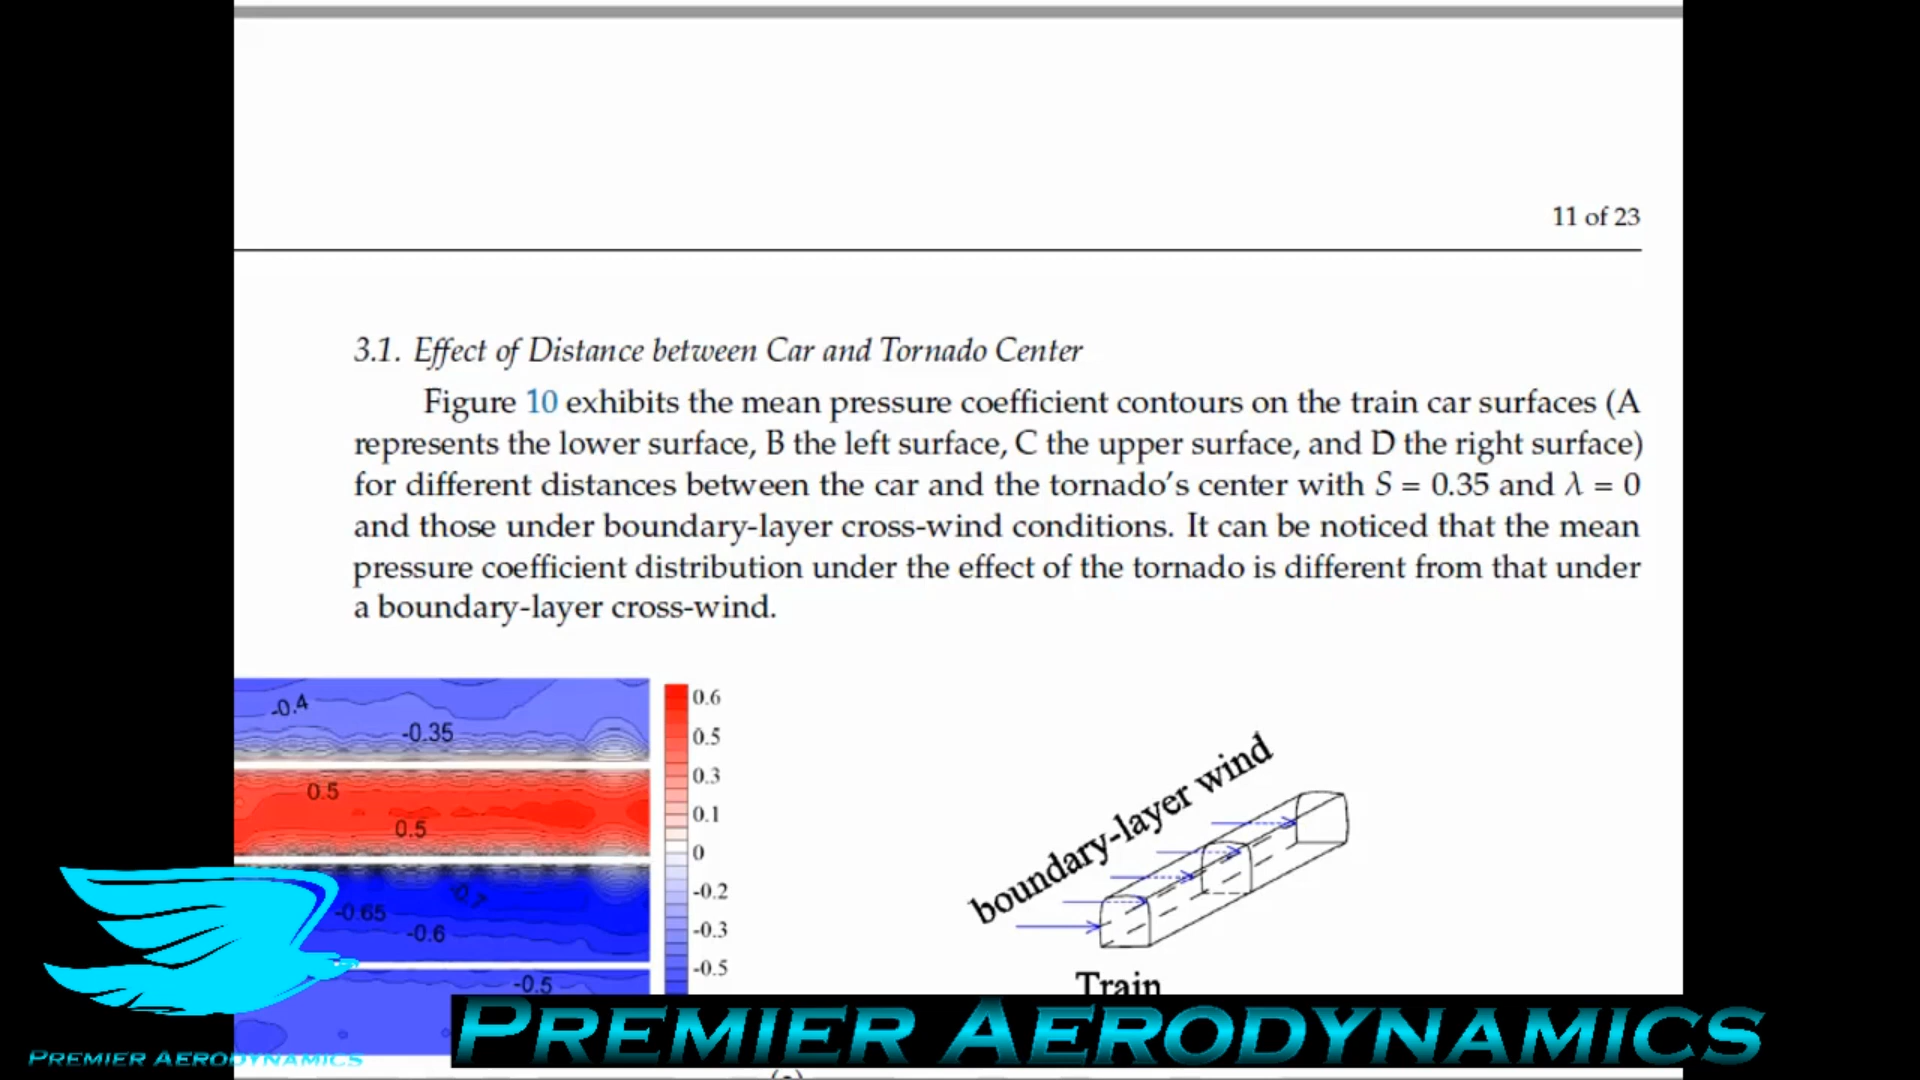 11 of 23
3.1. Effect of Distance between Car and Tornado Center
Figure 10 exhibits the mean pressure coefficient contours on the train car surfaces (A
represents the lower surface, B the left surface, C the upper surface, and D the right surface)
for different distances between the car and the tornado's center with S = 0.35 and λ = 0
and those under boundary-layer cross-wind conditions. It can be noticed that the mean
pressure coefficient distribution under the effect of the tornado is different from that under
a boundary-layer cross-wind.
-0.4
-0.35
0.5
0.5
-0.7
-0.65
-0.6
-0.5
0.6
0.5
0.3
0.1
0
-0.2
-0.3
-0.5
boundary-layer wind
Train
PREMIER AERODYNAMICS
PREMIER AERODYNAMICS